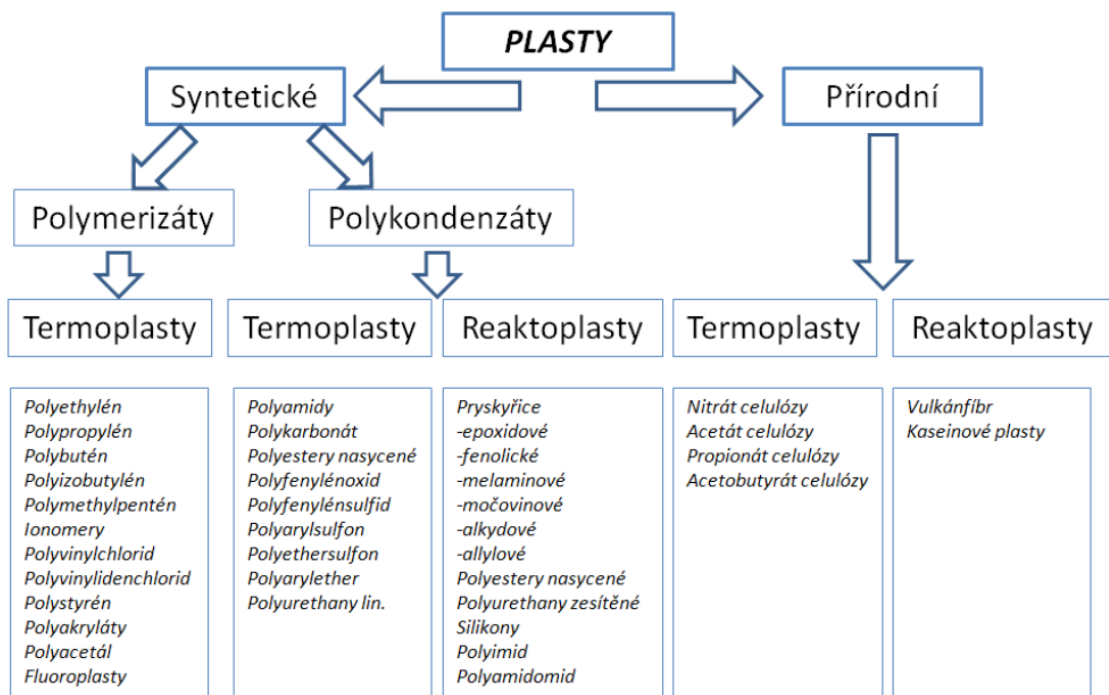 PLASTY
Syntetické
Přírodní
Polymerizáty
Polykondenzáty
Termoplasty
Termoplasty
Reaktoplasty
Termoplasty
Reaktoplasty
Polyethylén
Polypropylén
Polybutén
Polyizobutylén
Polymethylpentén
Ionomery
Polyvinylchlorid
Polyvinylidenchlorid
Polystyrén
Polyakryláty
Polyacetál
Fluoroplasty
Polyamidy
Polykarbonát
Polyestery nasycené
Polyfenylénoxid
Polyfenylénsulfid
Polyarylsulfon
Polyethersulfon
Polyarylether
Polyurethany lin.
Pryskyřice
-epoxidové
-fenolické
-melaminové
-močovinové
-alkydové
-allylové
Polyestery nasycené
Polyurethany zesítěné
Silikony
Polyimid
Polyamidomid
Nitrát celulózy
Acetát celulózy
Propionát celulózy
Acetobutyrát celulózy
Vulkánfíbr
Kaseinové plasty